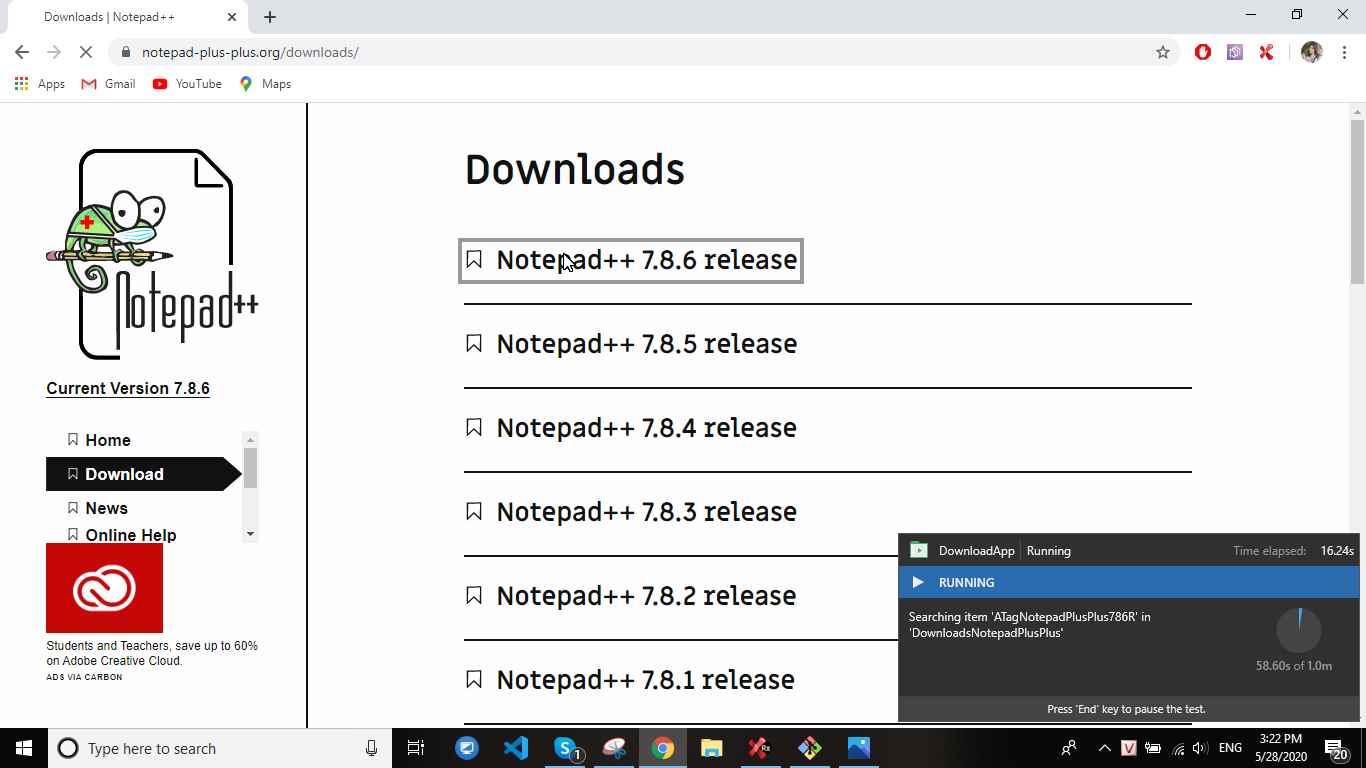 Downloads | Notepad++
notepad-plus-plus.org/downloads/
Apps
Gmail
YouTube
Maps
Notepad++
Current Version 7.8.6
Home
Download
News
Online Help
Students and Teachers, save up to 60%
on Adobe Creative Cloud.
ADS VIA CARBON
Downloads
Notepad++ 7.8.6 release
Notepad++ 7.8.5 release
Notepad++ 7.8.4 release
Notepad++ 7.8.3 release
Notepad++ 7.8.2 release
Notepad++ 7.8.1 release
DownloadApp Running Time elapsed: 16.24s
RUNNING
Searching item 'ATagNotepadPlusPlus786R' in
'DownloadsNotepadPlusPlus'
58.60s of 1.0m
Press 'End' key to pause the test.
Type here to search
S
1
Rx
V
ENG
3:22 PM
5/28/2020
20